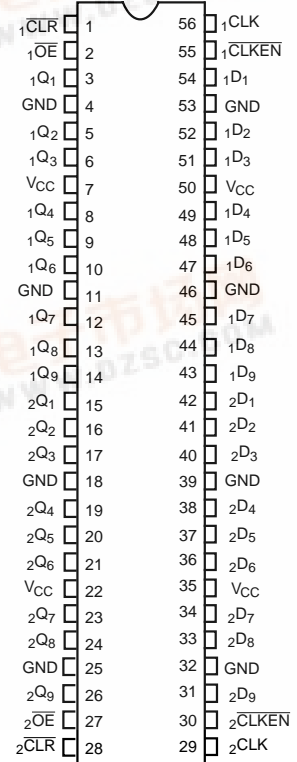 1CLR 1 56 1CLK
1OE 2 55 1CLKEN
1Q1 3 54 1D1
GND 4 53 GND
1Q2 5 52 1D2
1Q3 6 51 1D3
VCC 7 50 VCC
1Q4 8 49 1D4
1Q5 9 48 1D5
1Q6 10 47 1D6
GND 11 46 GND
1Q7 12 45 1D7
1Q8 13 44 1D8
1Q9 14 43 1D9
2Q1 15 42 2D1
2Q2 16 41 2D2
2Q3 17 40 2D3
GND 18 39 GND
2Q4 19 38 2D4
2Q5 20 37 2D5
2Q6 21 36 2D6
VCC 22 35 VCC
2Q7 23 34 2D7
2Q8 24 33 2D8
GND 25 32 GND
2Q9 26 31 2D9
2OE 27 30 2CLKEN
2CLR 28 29 2CLK